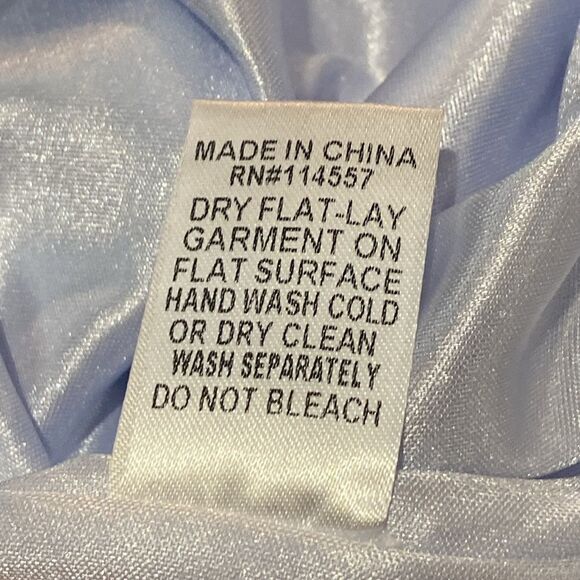 MADE IN CHINA
RN#114557
DRY FLAT-LAY
GARMENT ON
FLAT SURFACE
HAND WASH COLD
OR DRY CLEAN
WASH SEPARATELY
DO NOT BLEACH